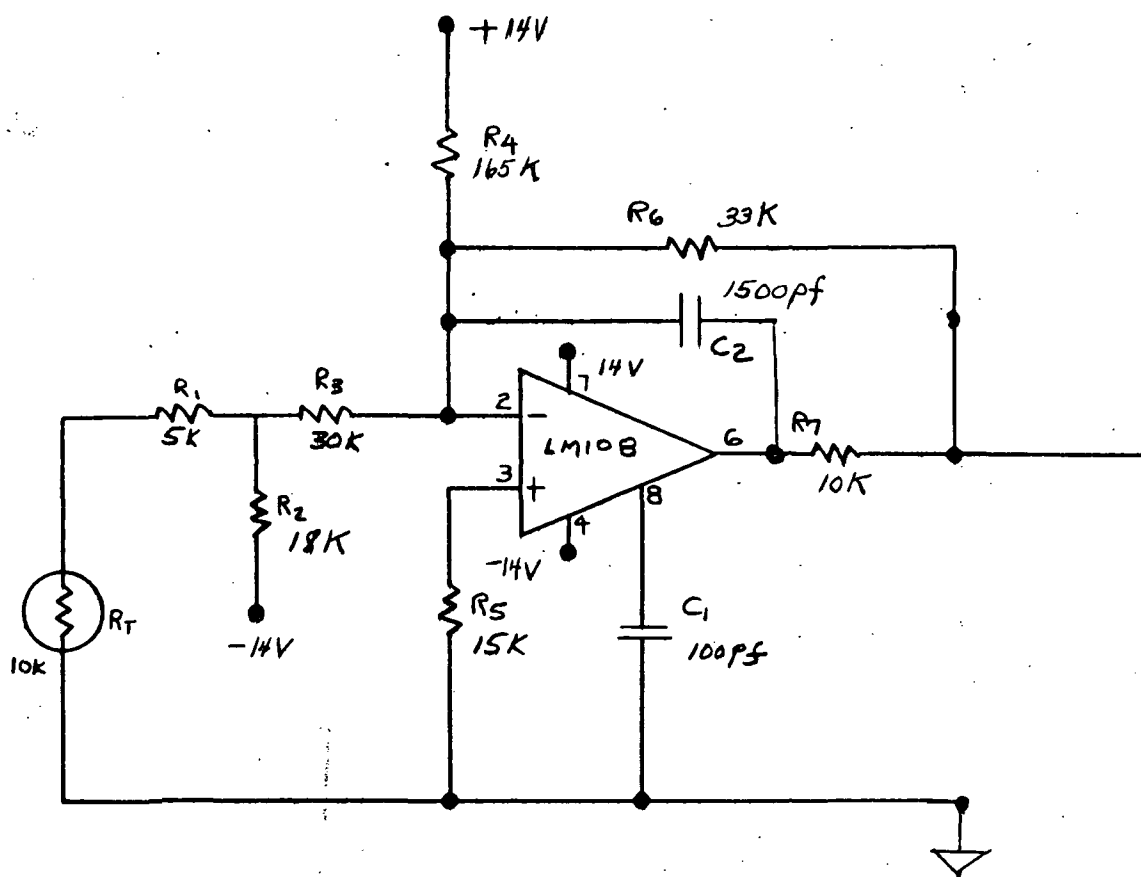 +14V
R4
165K
R6 33K
1500pf
C2
14V
7
R1
5K
R3
30K
2
-
LM108
6
R7
10K
3
+
8
4
-14V
R2
18K
-14V
RT
10K
R5
15K
C1
100pf